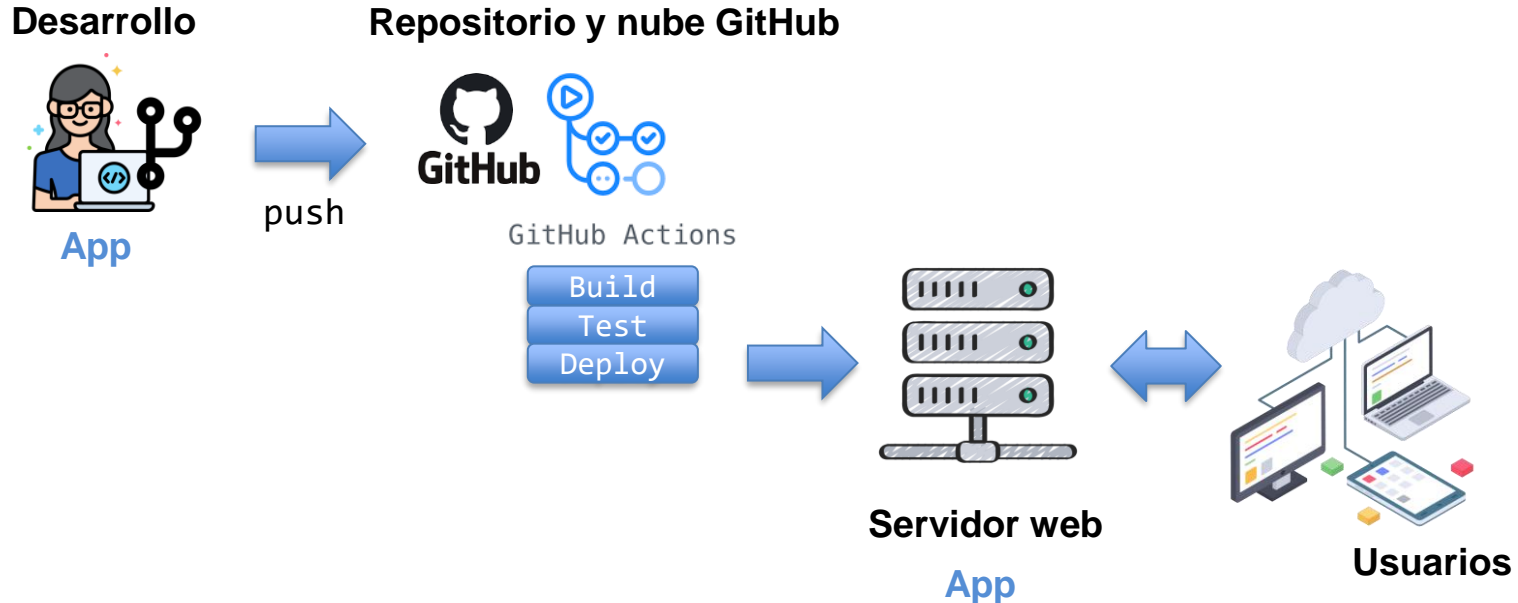 Desarrollo
Repositorio y nube GitHub
GitHub
push
App
GitHub Actions
Build
Test
Deploy
Servidor web
App
Usuarios